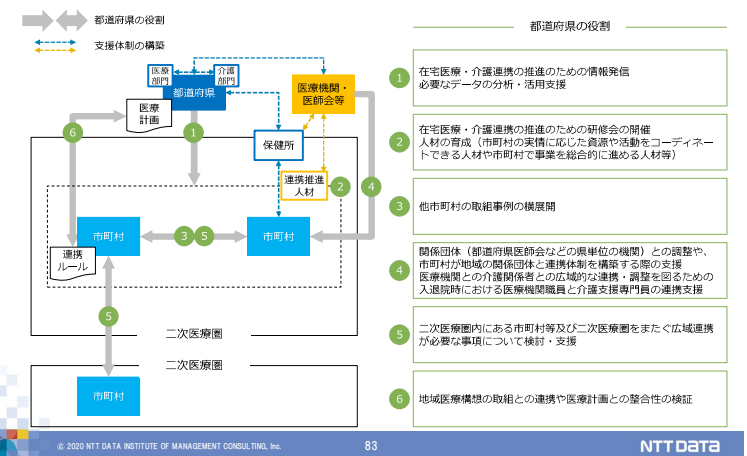 都道府県の役割
支援体制の構築
医療
部門
介護
部門
都道府県
医療機関・
医師会等
医療
計画
6
1
保健所
連携推進
人材
2
4
市町村
3
5
市町村
連携
ルール
5
二次医療圏
二次医療圏
市町村
都道府県の役割
1
在宅医療・介護連携の推進のための情報発信
必要なデータの分析・活用支援
2
在宅医療・介護連携の推進のための研修会の開催
人材の育成（市町村の実情に応じた資源や活動をコーディネー
トできる人材や市町村で事業を総合的に進める人材等）
3
他市町村の取組事例の横展開
4
関係団体（都道府県医師会などの県単位の機関）との調整や、
市町村が地域の関係団体と連携体制を構築する際の支援
医療機関との介護関係者との広域的な連携・調整を図るための
入退院時における医療機関職員と介護支援専門員の連携支援
5
二次医療圏内にある市町村等及び二次医療圏をまたぐ広域連携
が必要な事項について検討・支援
6
地域医療構想の取組との連携や医療計画との整合性の検証
© 2020 NTT DATA INSTITUTE OF MANAGEMENT CONSULTING, Inc.
83
NTT DATA